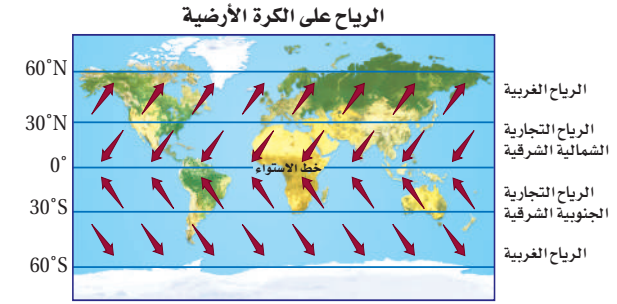 الرياح على الكرة الأرضية
60°N
الرياح الغربية
30°N
الرياح التجارية
الشمالية الشرقية
0°
خط الاستواء
الرياح التجارية
الجنوبية الشرقية
30°S
الرياح الغربية
60°S